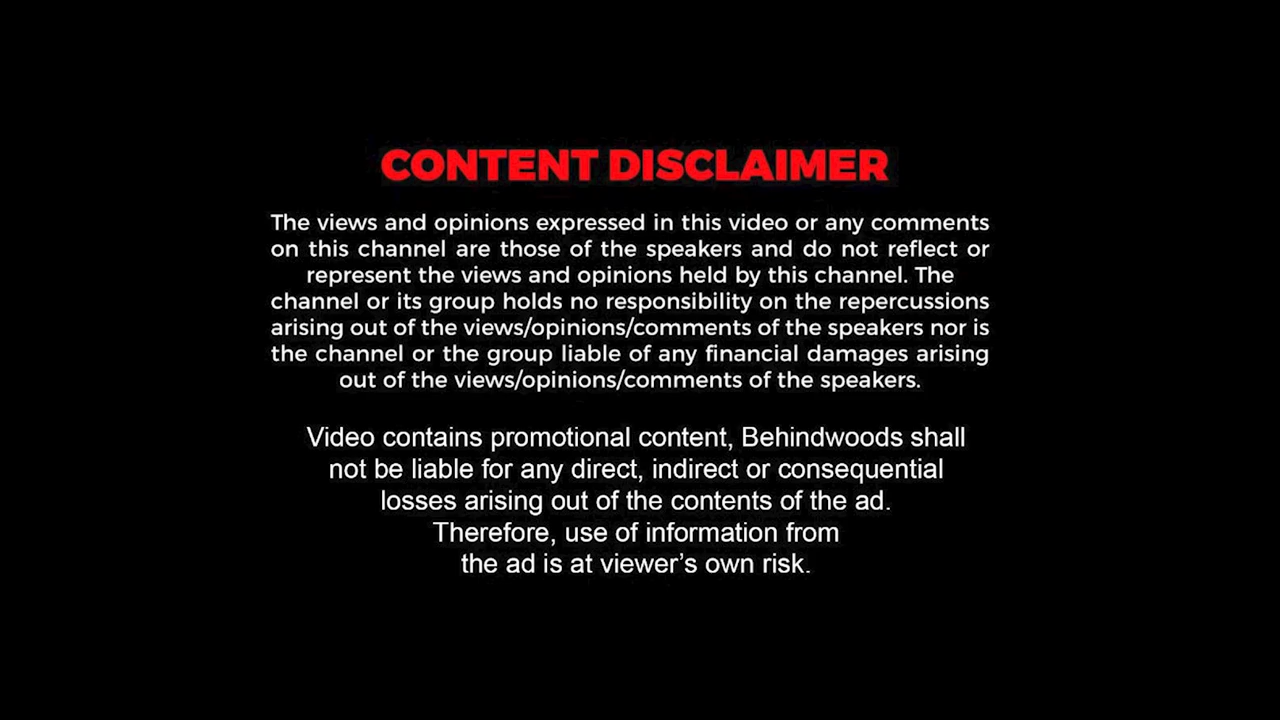 CONTENT DISCLAIMER
The views and opinions expressed in this video or any comments
on this channel are those of the speakers and do not reflect or
represent the views and opinions held by this channel. The
channel or its group holds no responsibility on the repercussions
arising out of the views/opinions/comments of the speakers nor is
the channel or the group liable of any financial damages arising
out of the views/opinions/comments of the speakers.
Video contains promotional content, Behindwoods shall
not be liable for any direct, indirect or consequential
losses arising out of the contents of the ad.
Therefore, use of information from
the ad is at viewer’s own risk.